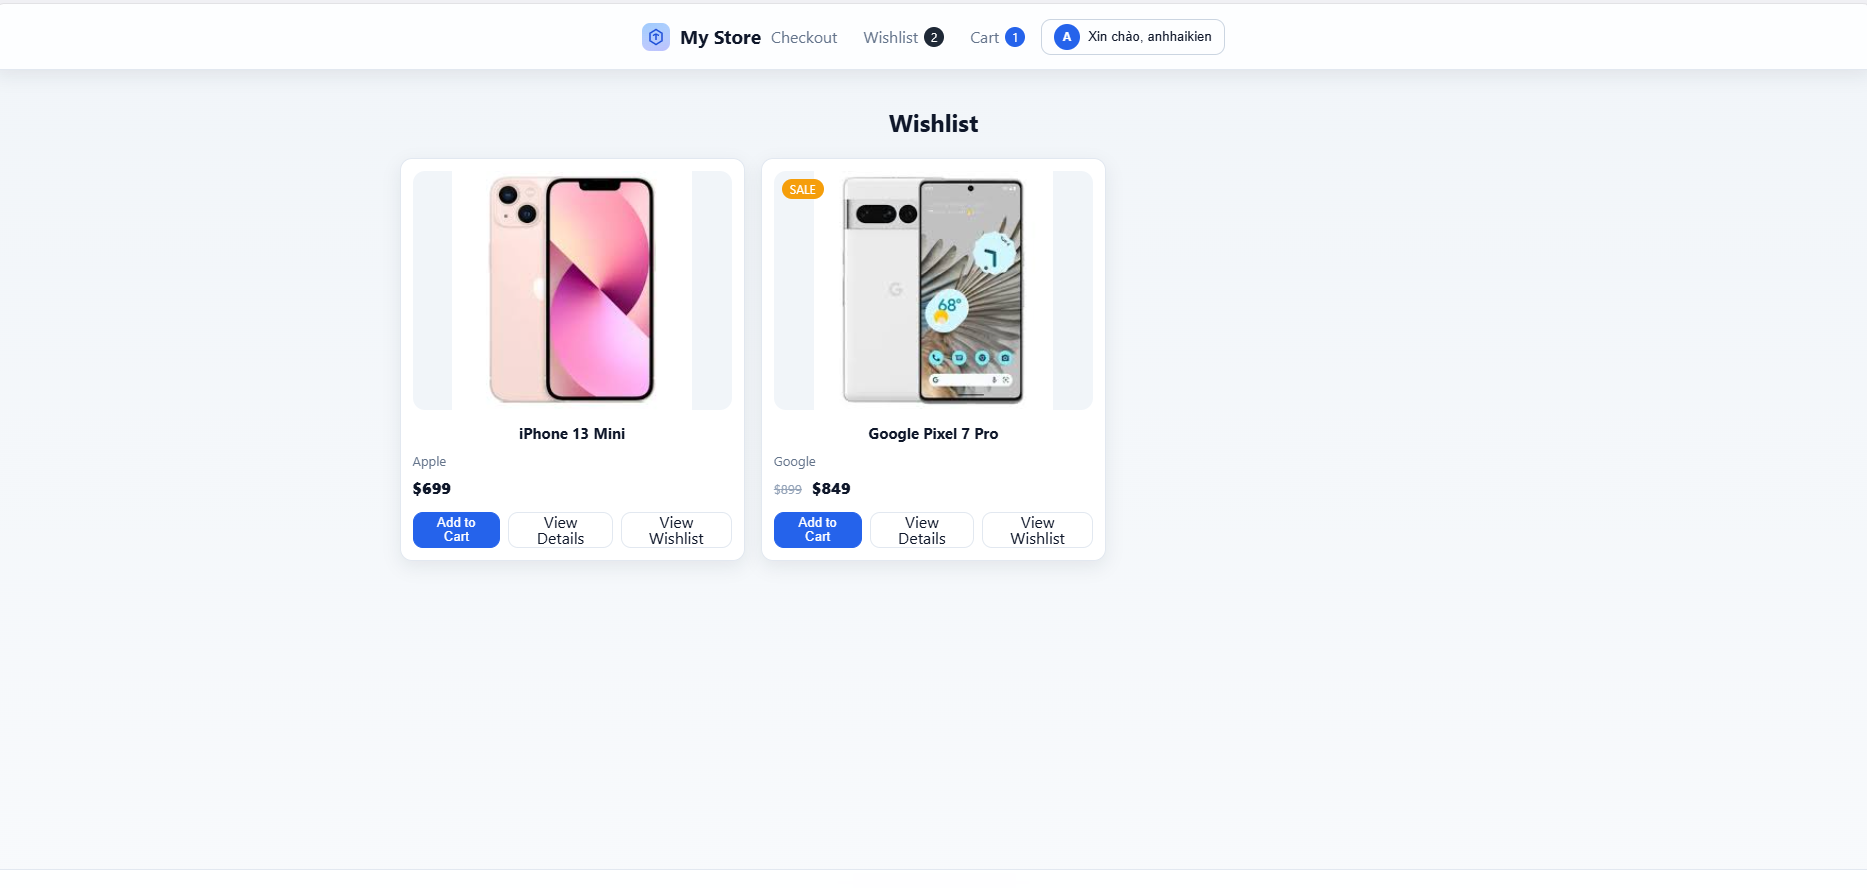 My Store Checkout Wishlist 2 Cart 1 A Xin chào, anhhaikien
Wishlist
SALE
68°
iPhone 13 Mini
Google Pixel 7 Pro
Apple
Google
$699
$899 $849
Add to
Cart
View
Details
View
Wishlist
Add to
Cart
View
Details
View
Wishlist